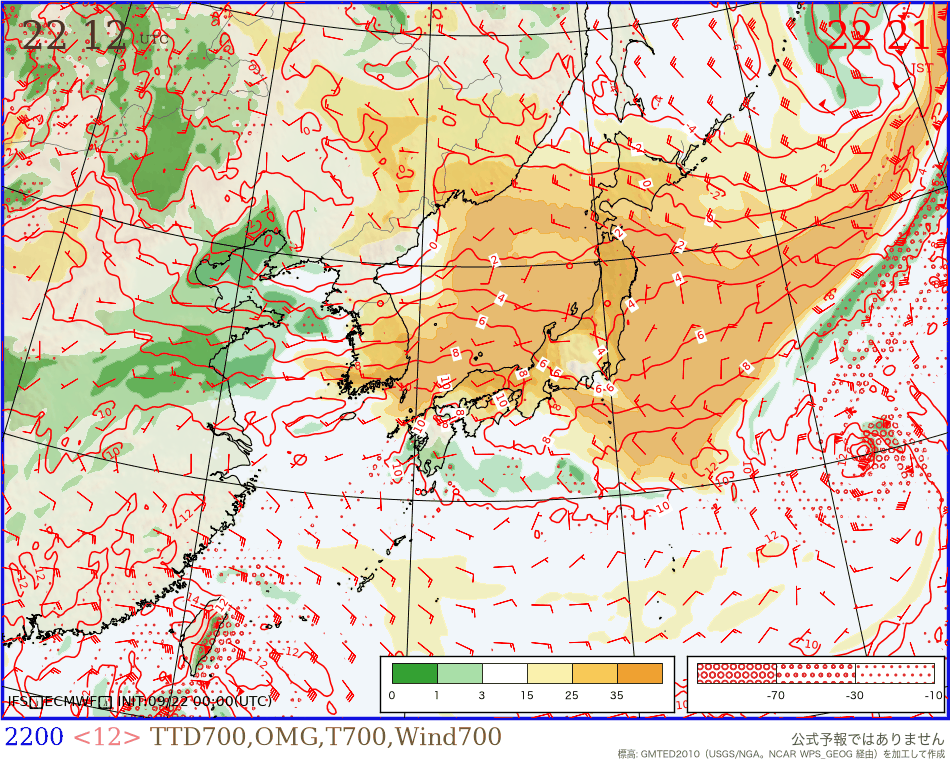 22 12 UTC
22 21
JST
IFS ECMWF INIT:09/22 00:00(UTC)
0 1 3 15 25 35
-70 -30 -10
2200 <12> TTD700,OMG,T700,Wind700
公式予報ではありません
標高: GMTED2010（USGS/NGA。NCAR WPS_GEOG 経由）を加工して作成